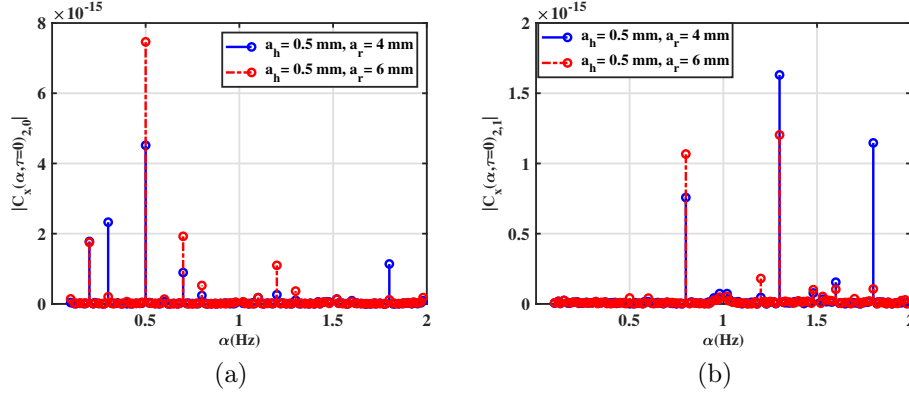 ×10⁻¹⁵
8
6
4
2
0
0.5
1
1.5
2
α(Hz)
|Cₓ(α,τ=0)₂,₀|
aₕ= 0.5 mm, aᵣ= 4 mm
aₕ= 0.5 mm, aᵣ= 6 mm
(a)
×10⁻¹⁵
2
1.5
1
0.5
0
0.5
1
1.5
2
α(Hz)
|Cₓ(α,τ=0)₂,₁|
aₕ= 0.5 mm, aᵣ= 4 mm
aₕ= 0.5 mm, aᵣ= 6 mm
(b)